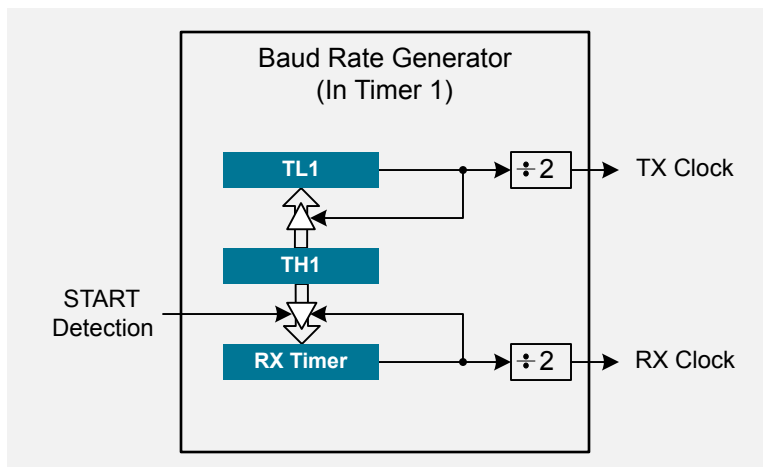 Baud Rate Generator
(In Timer 1)
TL1
÷2
TX Clock
TH1
START
Detection
RX Timer
÷2
RX Clock